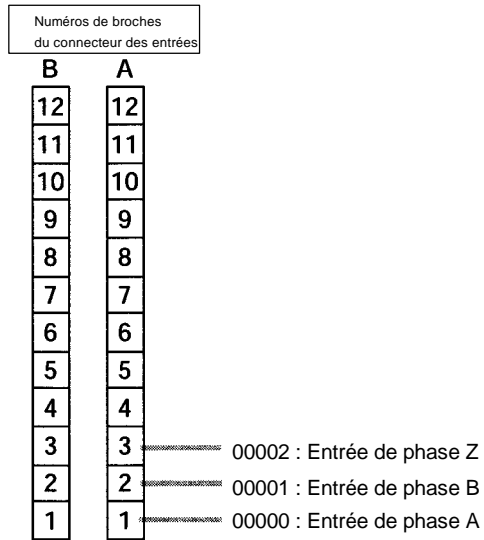 Numéros de broches
du connecteur des entrées
B A
12 12
11 11
10 10
9 9
8 8
7 7
6 6
5 5
4 4
3 3 00002 : Entrée de phase Z
2 2 00001 : Entrée de phase B
1 1 00000 : Entrée de phase A